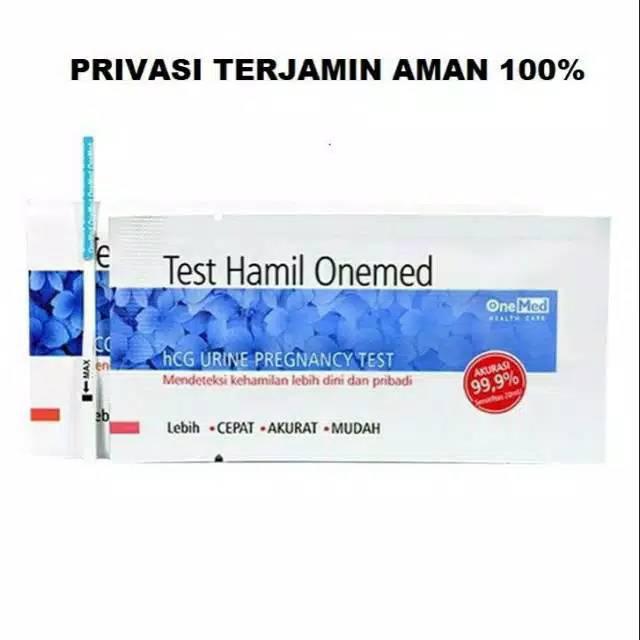 PRIVASI TERJAMIN AMAN 100%
Test Hamil Onemed
OneMed
HEALTH CARE
hCG URINE PREGNANCY TEST
Mendeteksi kehamilan lebih dini dan pribadi
AKURASI
99,9%
Lebih • CEPAT • AKURAT • MUDAH
MAX